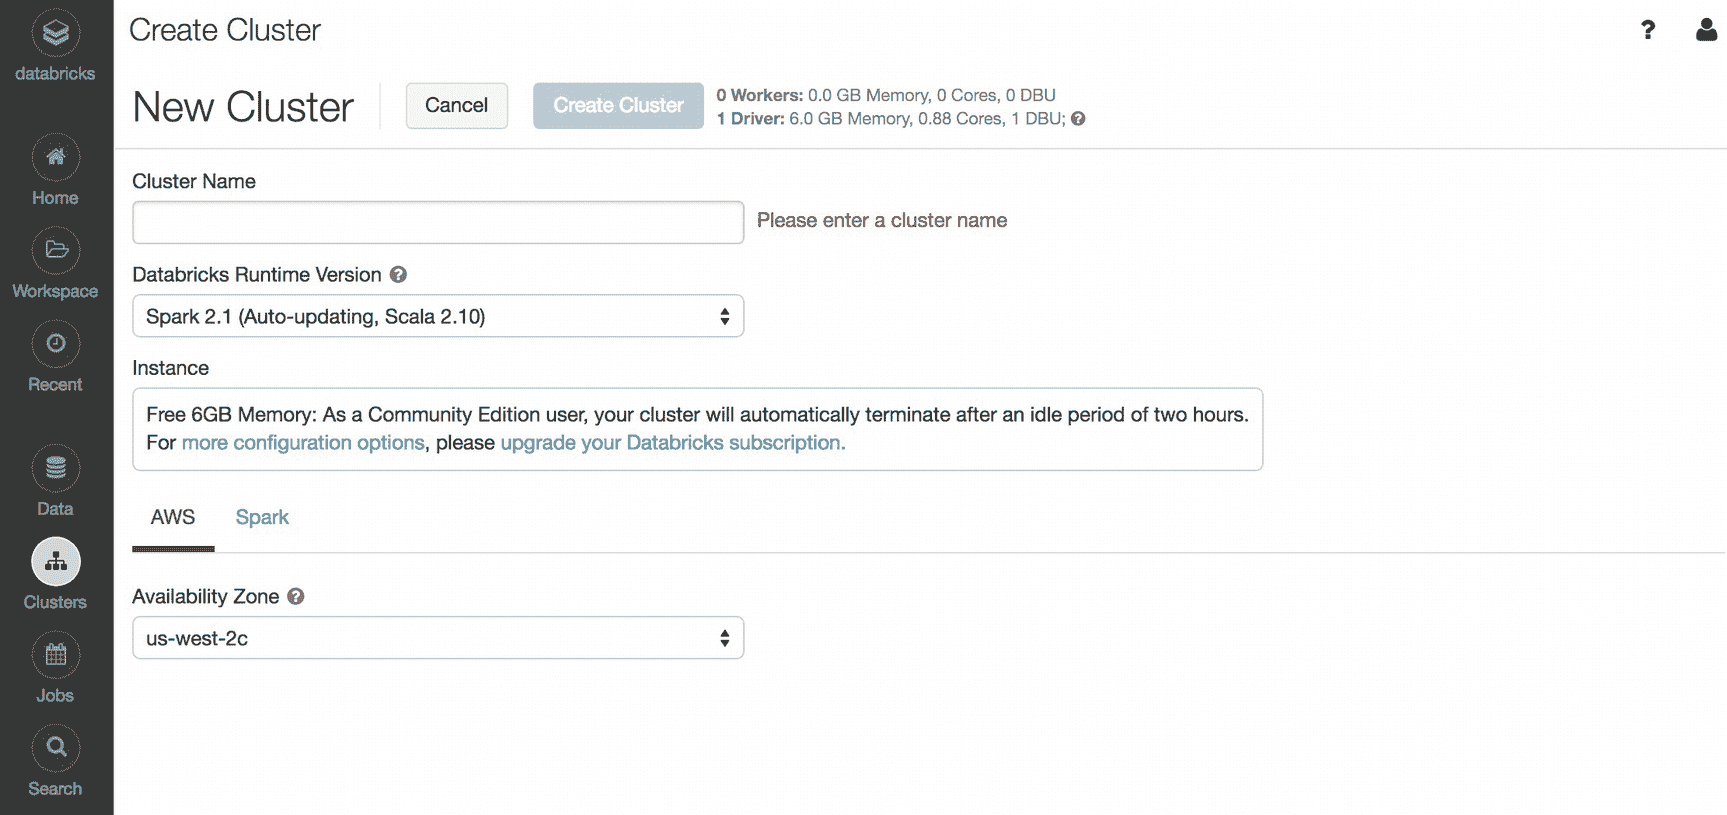 databricks
Home
Workspace
Recent
Data
Clusters
Jobs
Search
Create Cluster
?
New Cluster
Cancel
Create Cluster
0 Workers: 0.0 GB Memory, 0 Cores, 0 DBU
1 Driver: 6.0 GB Memory, 0.88 Cores, 1 DBU; ?
Cluster Name
Please enter a cluster name
Databricks Runtime Version ?
Spark 2.1 (Auto-updating, Scala 2.10)
Instance
Free 6GB Memory: As a Community Edition user, your cluster will automatically terminate after an idle period of two hours.
For more configuration options, please upgrade your Databricks subscription.
AWS Spark
Availability Zone ?
us-west-2c